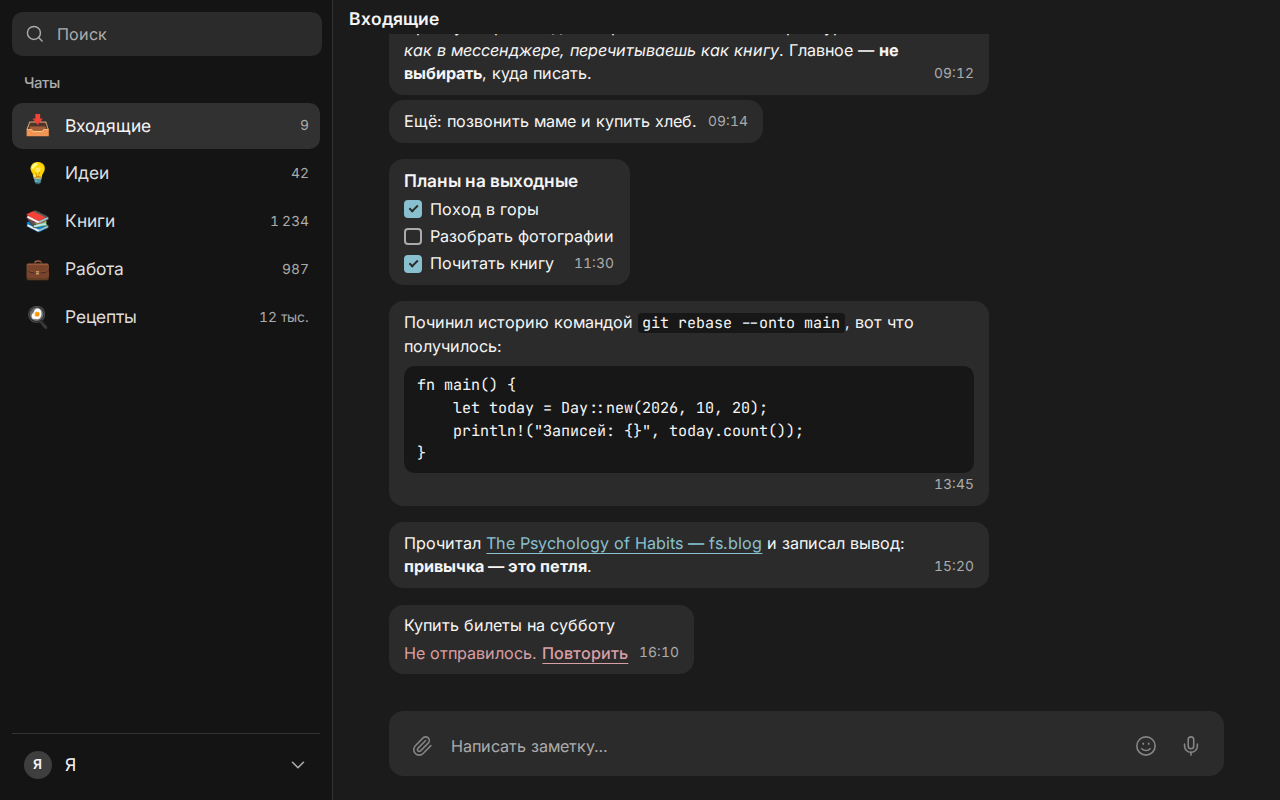 Поиск
Чаты
Входящие 9
Идеи 42
Книги 1 234
Работа 987
Рецепты 12 тыс.
Я Я
Входящие
как в мессенджере, перечитываешь как книгу. Главное — не
выбирать, куда писать. 09:12
Ещё: позвонить маме и купить хлеб. 09:14
Планы на выходные
Поход в горы
Разобрать фотографии
Почитать книгу 11:30
Починил историю командой git rebase --onto main, вот что
получилось:
fn main() {
    let today = Day::new(2026, 10, 20);
    println!("Записей: {}", today.count());
}
13:45
Прочитал The Psychology of Habits — fs.blog и записал вывод:
привычка — это петля. 15:20
Купить билеты на субботу
Не отправилось. Повторить 16:10
Написать заметку...